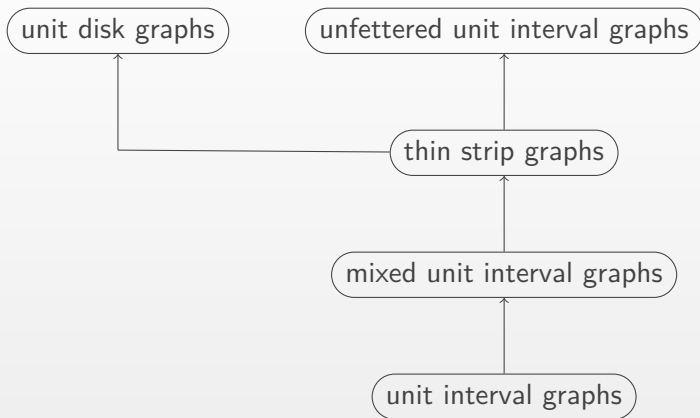 unit disk graphs
unfettered unit interval graphs
thin strip graphs
mixed unit interval graphs
unit interval graphs